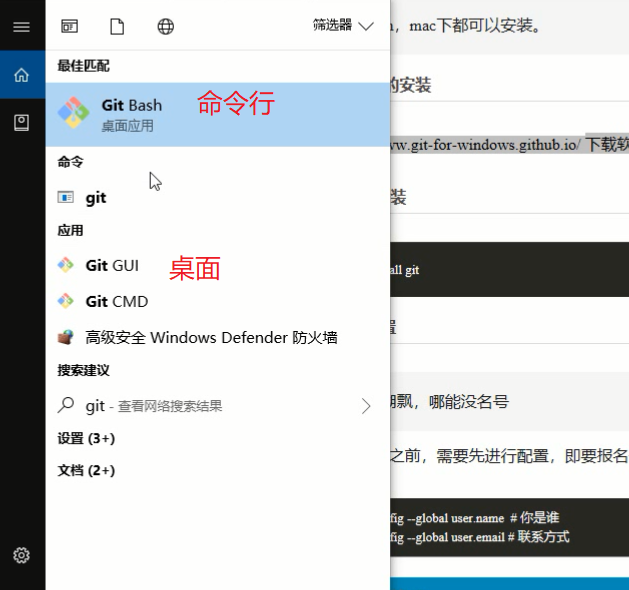 筛选器
最佳匹配
Git Bash
桌面应用
命令行
命令
git
应用
Git GUI
桌面
Git CMD
高级安全 Windows Defender 防火墙
搜索建议
git - 查看网络搜索结果
设置 (3+)
文档 (2+)
，mac下都可以安装。
的安装
ww.git-for-windows.github.io/ 下载软
装
all git
置
飘，哪能没名号
之前，需要先进行配置，即要报名
fig --global user.name # 你是谁
fig --global user.email # 联系方式